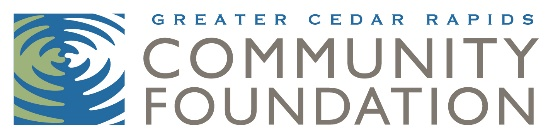 GREATER CEDAR RAPIDS
COMMUNITY
FOUNDATION